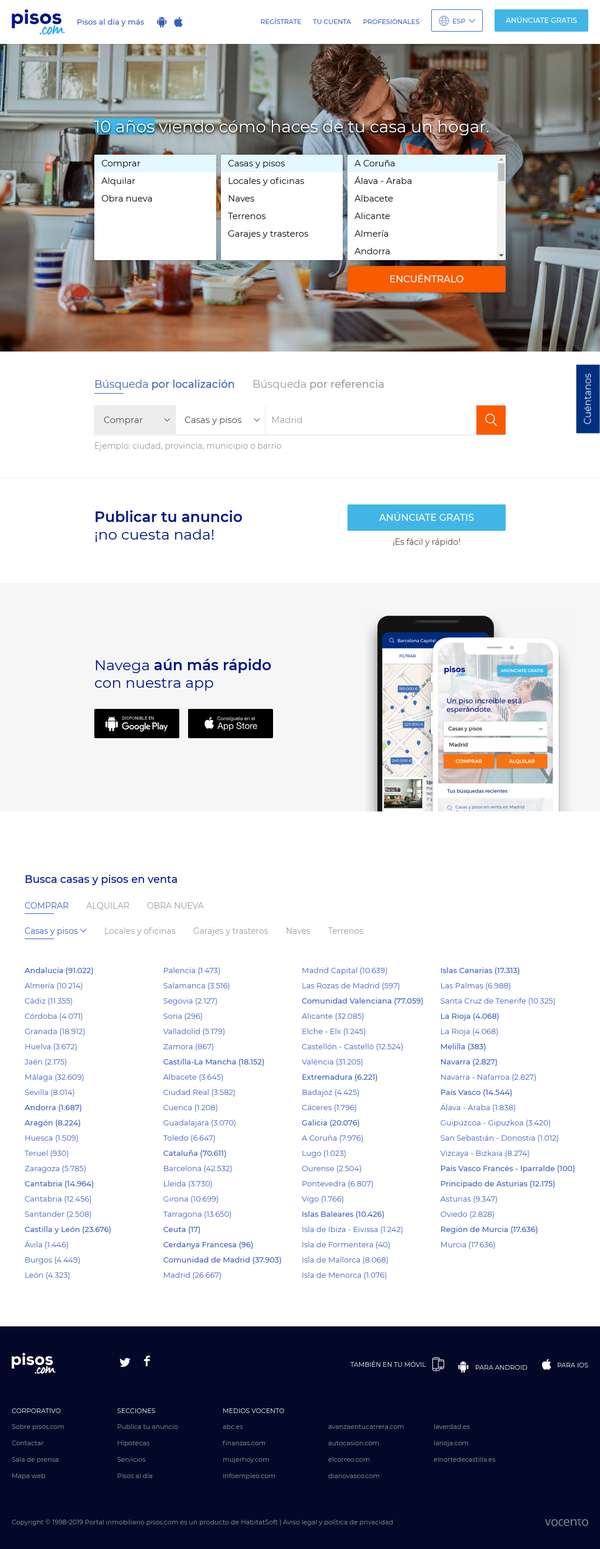 pisos.com
Pisos al día y más
REGÍSTRATE
TU CUENTA
PROFESIONALES
ESP
ANÚNCIATE GRATIS
10 años viendo cómo haces de tu casa un hogar.
Comprar
Alquilar
Obra nueva
Casas y pisos
Locales y oficinas
Naves
Terrenos
Garajes y trasteros
A Coruña
Álava - Araba
Albacete
Alicante
Almería
Andorra
ENCUÉNTRALO
Búsqueda por localización
Búsqueda por referencia
Comprar
Casas y pisos
Madrid
Ejemplo: ciudad, provincia, municipio o barrio
Cuéntanos
Publicar tu anuncio
¡no cuesta nada!
ANÚNCIATE GRATIS
¡Es fácil y rápido!
Navega aún más rápido
con nuestra app
DISPONIBLE EN
Google Play
Consíguela en el
App Store
Barcelona Capital
FILTRAR
pisos.com
ANÚNCIATE GRATIS
Un piso increíble está
esperándote.
Casas y pisos
Madrid
COMPRAR
ALQUILAR
Tus búsquedas recientes
Casas y pisos en venta en Madrid
Busca casas y pisos en venta
COMPRAR
ALQUILAR
OBRA NUEVA
Casas y pisos
Locales y oficinas
Garajes y trasteros
Naves
Terrenos
Andalucía (91.022)
Almería (10.214)
Cádiz (11.355)
Córdoba (4.071)
Granada (18.912)
Huelva (3.672)
Jaén (2.175)
Málaga (32.609)
Sevilla (8.014)
Andorra (1.687)
Aragón (8.224)
Huesca (1.509)
Teruel (930)
Zaragoza (5.785)
Cantabria (14.964)
Cantabria (12.456)
Santander (2.508)
Castilla y León (23.676)
Ávila (1.446)
Burgos (4.449)
León (4.323)
Palencia (1.473)
Salamanca (3.516)
Segovia (2.127)
Soria (296)
Valladolid (5.179)
Zamora (867)
Castilla-La Mancha (18.152)
Albacete (3.645)
Ciudad Real (3.582)
Cuenca (1.208)
Guadalajara (3.070)
Toledo (6.647)
Cataluña (70.611)
Barcelona (42.532)
Lleida (3.730)
Girona (10.699)
Tarragona (13.650)
Ceuta (17)
Cerdanya Francesa (96)
Comunidad de Madrid (37.903)
Madrid (26.667)
Madrid Capital (10.639)
Las Rozas de Madrid (597)
Comunidad Valenciana (77.059)
Alicante (32.085)
Elche - Elx (1.245)
Castellón - Castelló (12.524)
València (31.205)
Extremadura (6.221)
Badajoz (4.425)
Cáceres (1.796)
Galicia (20.076)
A Coruña (7.976)
Lugo (1.023)
Ourense (2.504)
Pontevedra (6.807)
Vigo (1.766)
Islas Baleares (10.426)
Isla de Ibiza - Eivissa (1.242)
Isla de Formentera (40)
Isla de Mallorca (8.068)
Isla de Menorca (1.076)
Islas Canarias (17.313)
Las Palmas (6.988)
Santa Cruz de Tenerife (10.325)
La Rioja (4.068)
La Rioja (4.068)
Melilla (383)
Navarra (2.827)
Navarra - Nafarroa (2.827)
País Vasco (14.544)
Álava - Araba (1.838)
Guipúzcoa - Gipuzkoa (3.420)
San Sebastián - Donostia (1.012)
Vizcaya - Bizkaia (8.274)
País Vasco Francés - Iparralde (100)
Principado de Asturias (12.175)
Asturias (9.347)
Oviedo (2.828)
Región de Murcia (17.636)
Murcia (17.636)
pisos.com
TAMBIÉN EN TU MÓVIL
PARA ANDROID
PARA IOS
CORPORATIVO
Sobre pisos.com
Contactar
Sala de prensa
Mapa web
SECCIONES
Publica tu anuncio
Hipotecas
Servicios
Pisos al día
MEDIOS VOCENTO
abc.es
finanzas.com
mujerhoy.com
infoempleo.com
avanzaentucarrera.com
autocasion.com
elcorreo.com
diariovasco.com
laverdad.es
larioja.com
elnortedecastilla.es
Copyright © 1998-2019 Portal inmobiliario pisos.com es un producto de HabitatSoft | Aviso legal y política de privacidad
vocento